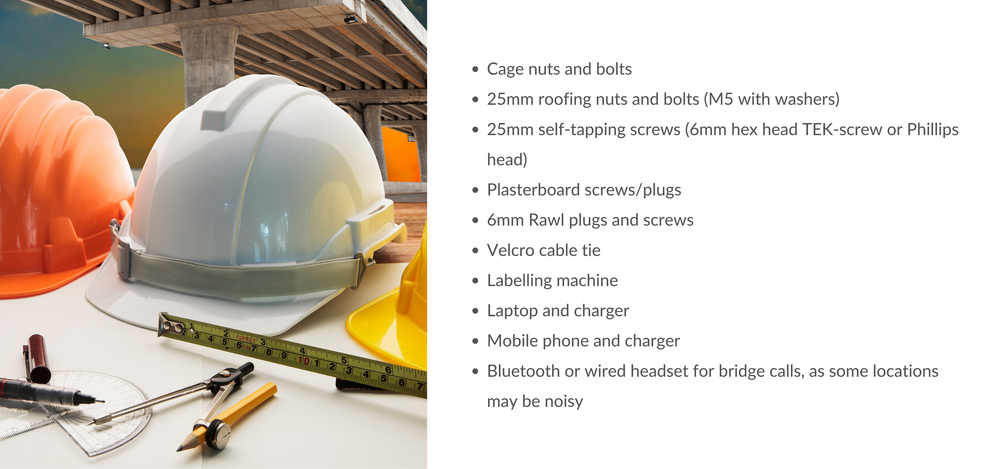 • Cage nuts and bolts
• 25mm roofing nuts and bolts (M5 with washers)
• 25mm self-tapping screws (6mm hex head TEK-screw or Phillips
head)
• Plasterboard screws/plugs
• 6mm Rawl plugs and screws
• Velcro cable tie
• Labelling machine
• Laptop and charger
• Mobile phone and charger
• Bluetooth or wired headset for bridge calls, as some locations
may be noisy